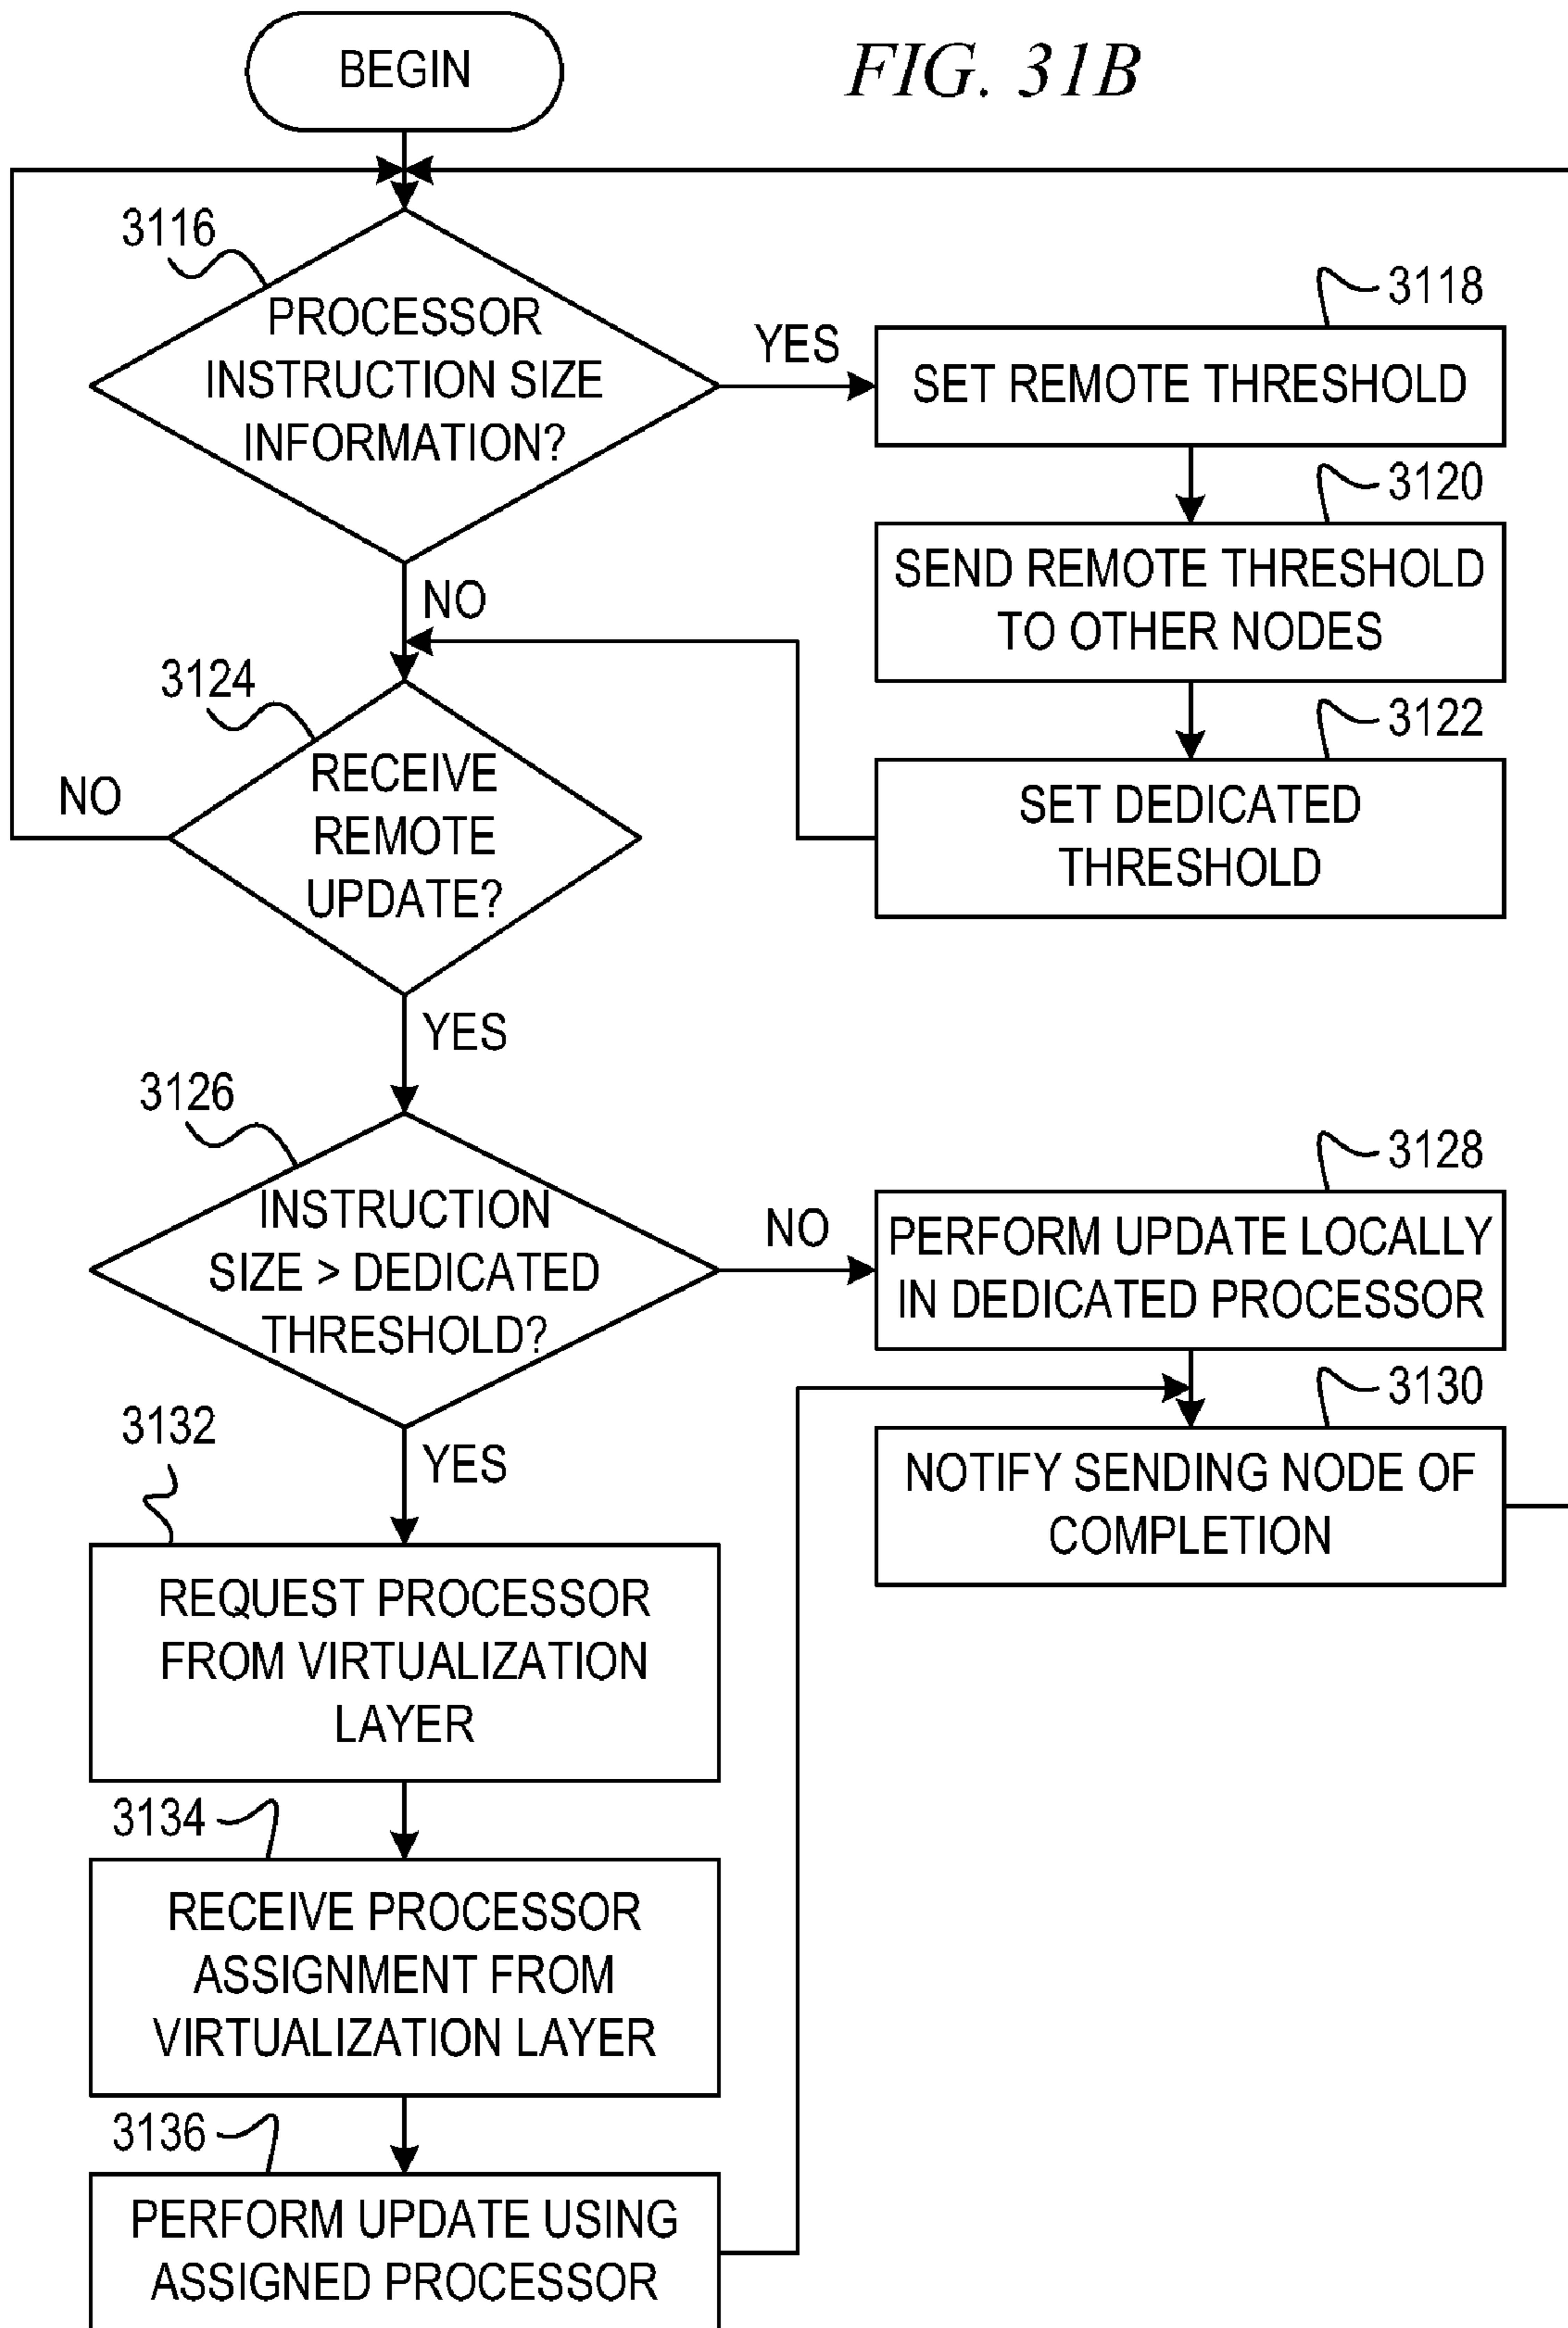 BEGIN
FIG. 31B
3116
PROCESSOR
INSTRUCTION SIZE
INFORMATION?
YES
3118
SET REMOTE THRESHOLD
3120
SEND REMOTE THRESHOLD
TO OTHER NODES
NO
3122
SET DEDICATED
THRESHOLD
3124
RECEIVE
REMOTE
UPDATE?
NO
YES
3126
INSTRUCTION
SIZE > DEDICATED
THRESHOLD?
NO
3128
PERFORM UPDATE LOCALLY
IN DEDICATED PROCESSOR
3130
NOTIFY SENDING NODE OF
COMPLETION
YES
3132
REQUEST PROCESSOR
FROM VIRTUALIZATION
LAYER
3134
RECEIVE PROCESSOR
ASSIGNMENT FROM
VIRTUALIZATION LAYER
3136
PERFORM UPDATE USING
ASSIGNED PROCESSOR